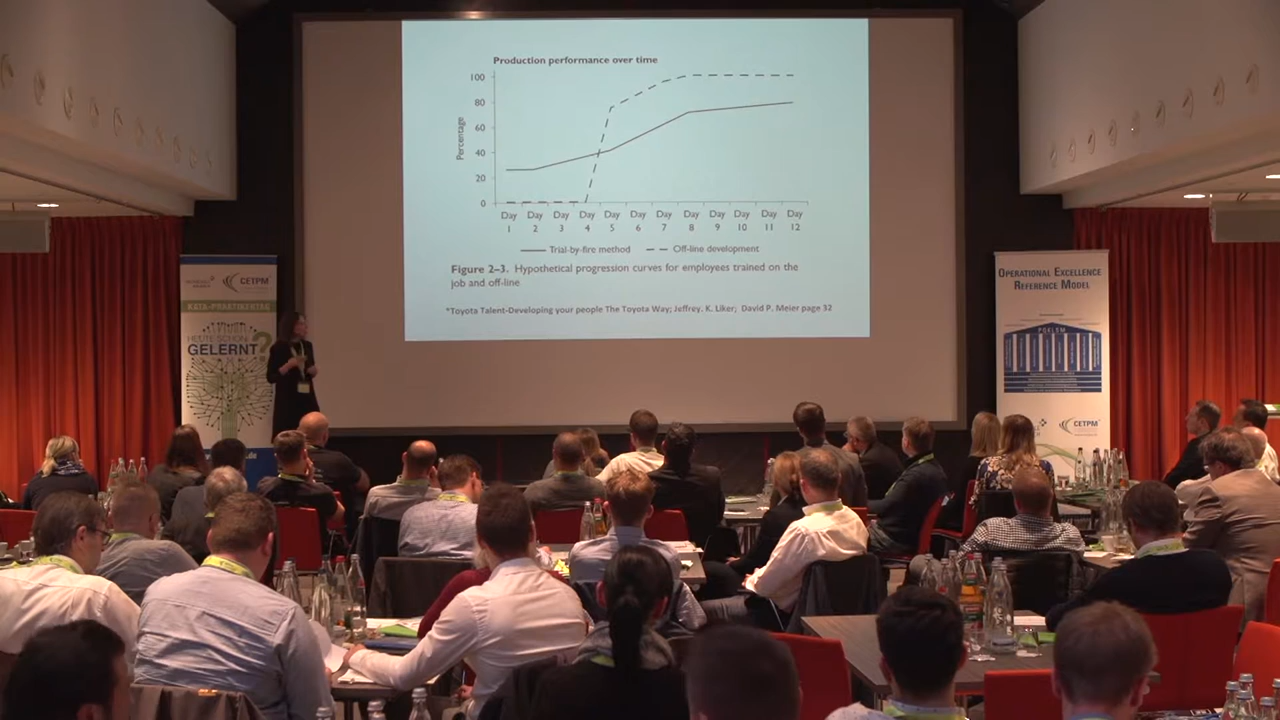 Production performance over time
Percentage
100
80
60
40
20
0
Day Day Day Day Day Day Day Day Day Day Day Day
1 2 3 4 5 6 7 8 9 10 11 12
Trial-by-fire method Off-line development
Figure 2–3. Hypothetical progression curves for employees trained on the
job and off-line
*Toyota Talent-Developing your people The Toyota Way; Jeffrey. K. Liker; David P. Meier page 32
CETPM
HEUTE SCHON
GELERNT?
OPERATIONAL EXCELLENCE
REFERENCE MODEL
CETPM